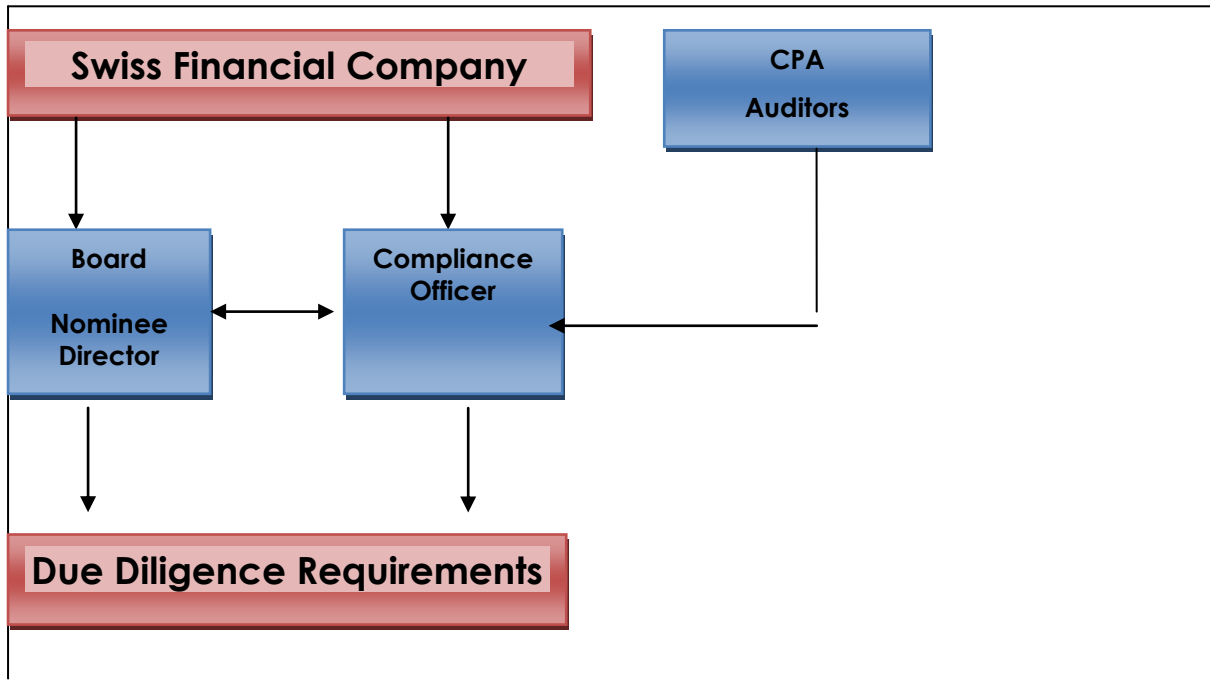 Swiss Financial Company
CPA
Auditors
Board
Nominee
Director
Compliance
Officer
Due Diligence Requirements